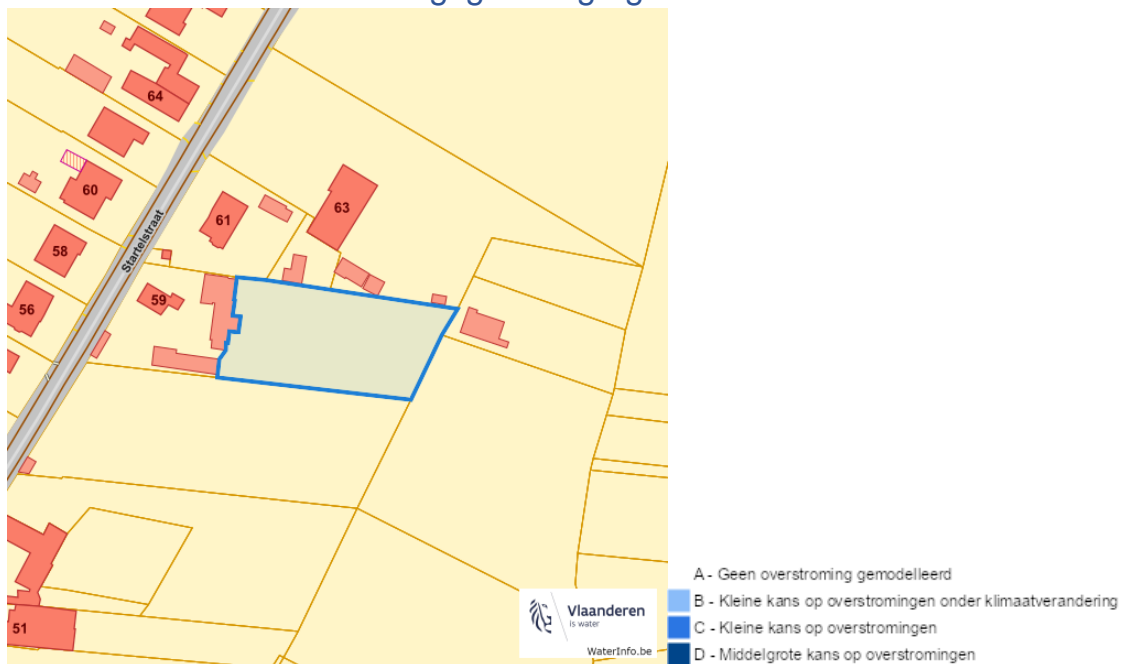 64
60
61
63
Startelstraat
58
59
56
51
Vlaanderen
is water
WaterInfo.be
A - Geen overstroming gemodelleerd
B - Kleine kans op overstromingen onder klimaatverandering
C - Kleine kans op overstromingen
D - Middelgrote kans op overstromingen